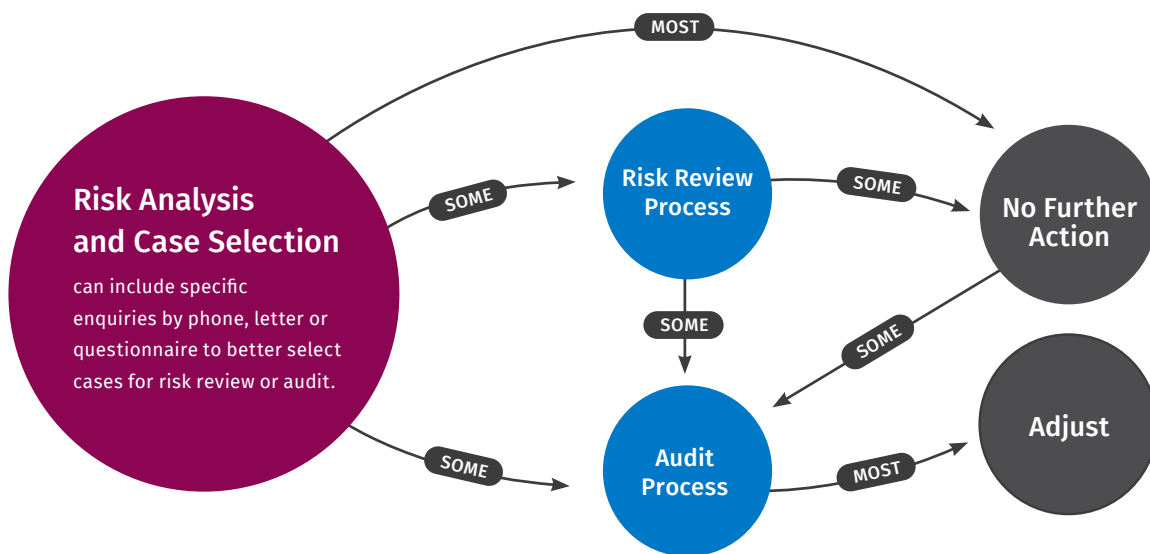 MOST
Risk Analysis
and Case Selection
can include specific
enquiries by phone, letter or
questionnaire to better select
cases for risk review or audit.
SOME
Risk Review
Process
SOME
No Further
Action
SOME
SOME
Adjust
SOME
Audit
Process
MOST